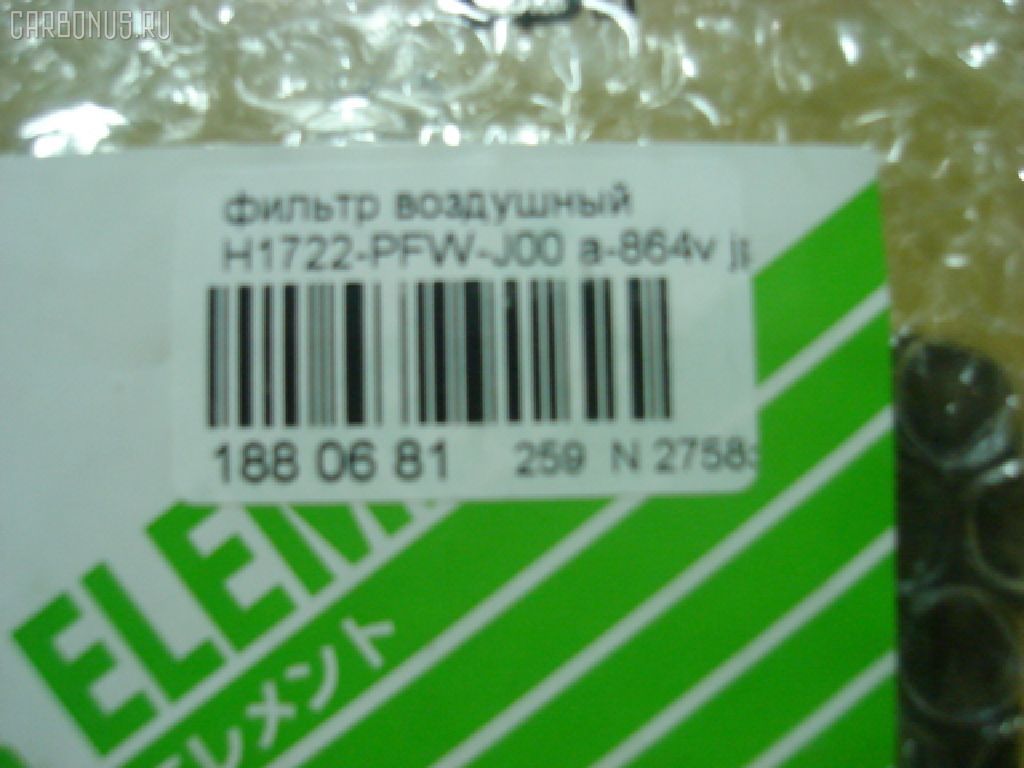 CARBONUS.RU
фильтр воздушный
H1722-PFW-J00 a-864v
188 06 81 259 N 2758
ELEM
エレメント